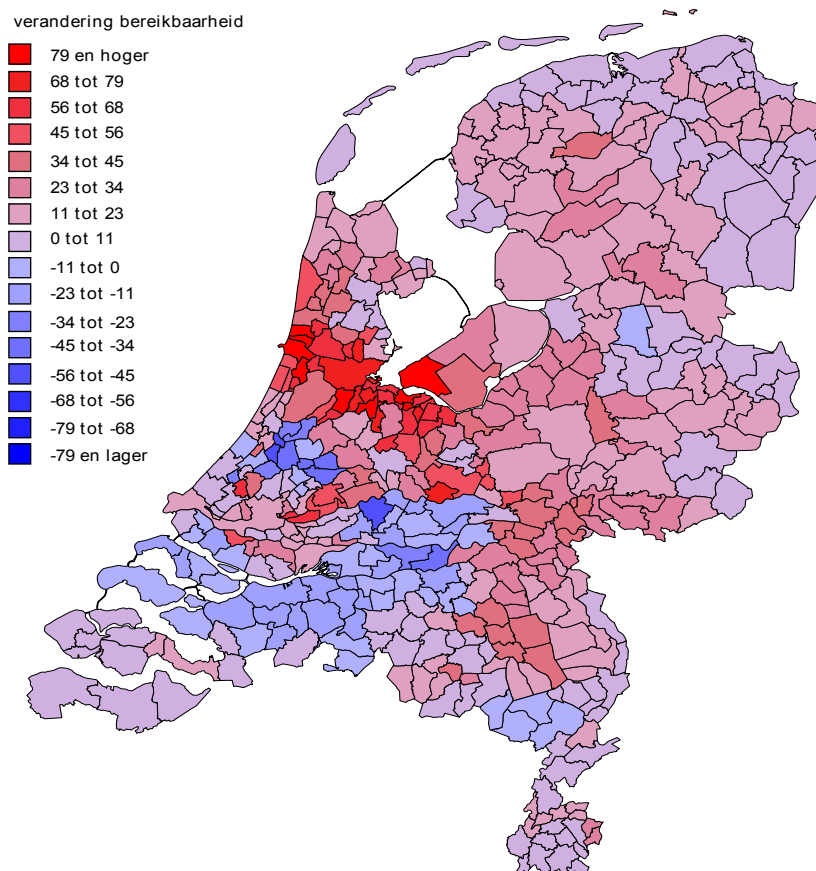 verandering bereikbaarheid
79 en hoger
68 tot 79
56 tot 68
45 tot 56
34 tot 45
23 tot 34
11 tot 23
0 tot 11
-11 tot 0
-23 tot -11
-34 tot -23
-45 tot -34
-56 tot -45
-68 tot -56
-79 tot -68
-79 en lager